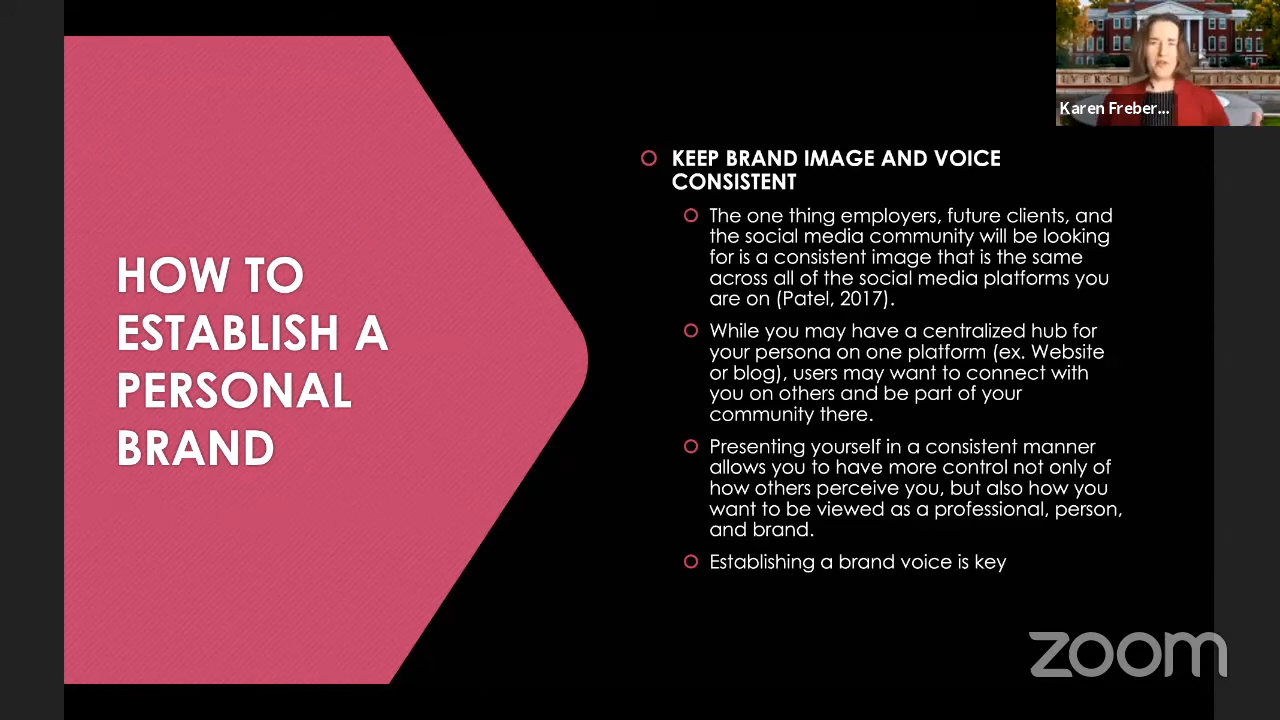 HOW TO
ESTABLISH A
PERSONAL
BRAND
KEEP BRAND IMAGE AND VOICE
CONSISTENT
The one thing employers, future clients, and
the social media community will be looking
for is a consistent image that is the same
across all of the social media platforms you
are on (Patel, 2017).
While you may have a centralized hub for
your persona on one platform (ex. Website
or blog), users may want to connect with
you on others and be part of your
community there.
Presenting yourself in a consistent manner
allows you to have more control not only of
how others perceive you, but also how you
want to be viewed as a professional, person,
and brand.
Establishing a brand voice is key
Karen Freber...
zoom